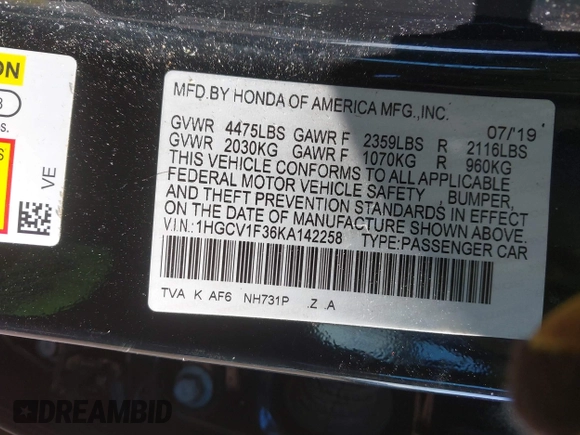 ON
3
s.
S
VE
MFD.BY HONDA OF AMERICA MFG.,INC.
07/'19
GVWR 4475LBS GAWR F 2359LBS R 2116LBS
GVWR 2030KG GAWR F 1070KG R 960KG
THIS VEHICLE CONFORMS TO ALL APPLICABLE
FEDERAL MOTOR VEHICLE SAFETY , BUMPER,
AND THEFT PREVENTION STANDARDS IN EFFECT
ON THE DATE OF MANUFACTURE SHOWN ABOVE.
V.I.N.:1HGCV1F36KA142258 TYPE:PASSENGER CAR
TVA K AF6 NH731P .Z .A
DREAMBID